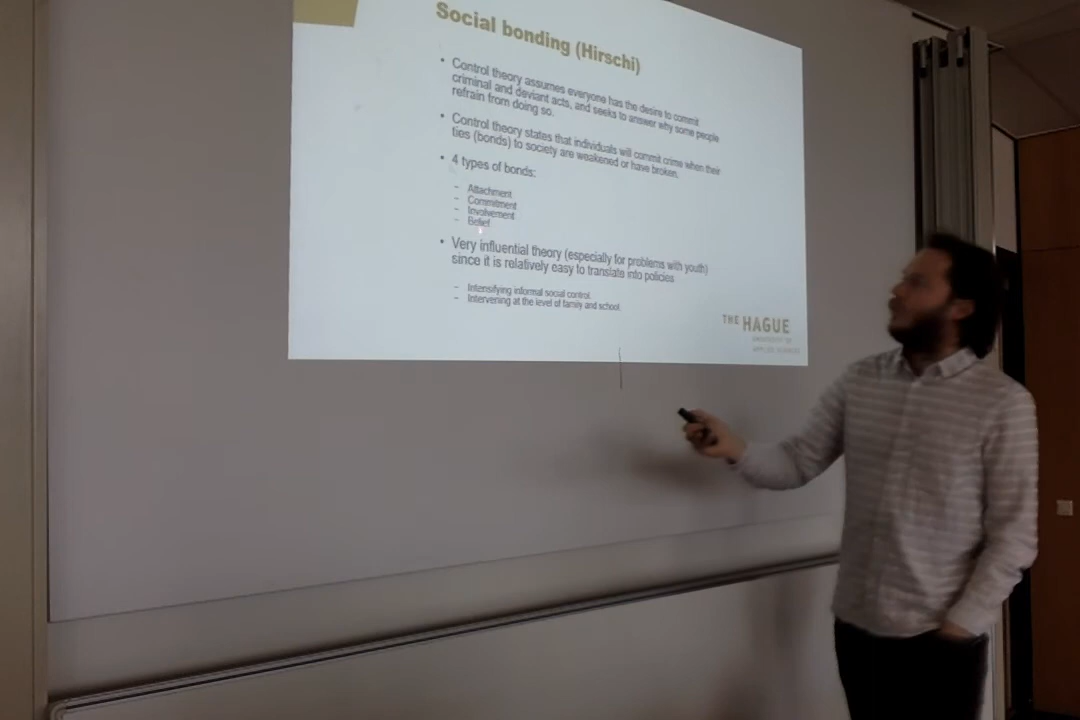 Social bonding (Hirschi)
• Control theory assumes everyone has the desire to commit
criminal and deviant acts, and seeks to answer why some people
refrain from doing so.
• Control theory states that individuals will commit crime when their
ties (bonds) to society are weakened or have broken.
• 4 types of bonds:
– Attachment
– Commitment
– Involvement
– Belief
• Very influential theory (especially for problems with youth)
since it is relatively easy to translate into policies
– Intensifying informal social control.
– Intervening at the level of family and school
THE HAGUE
UNIVERSITY OF
APPLIED SCIENCES